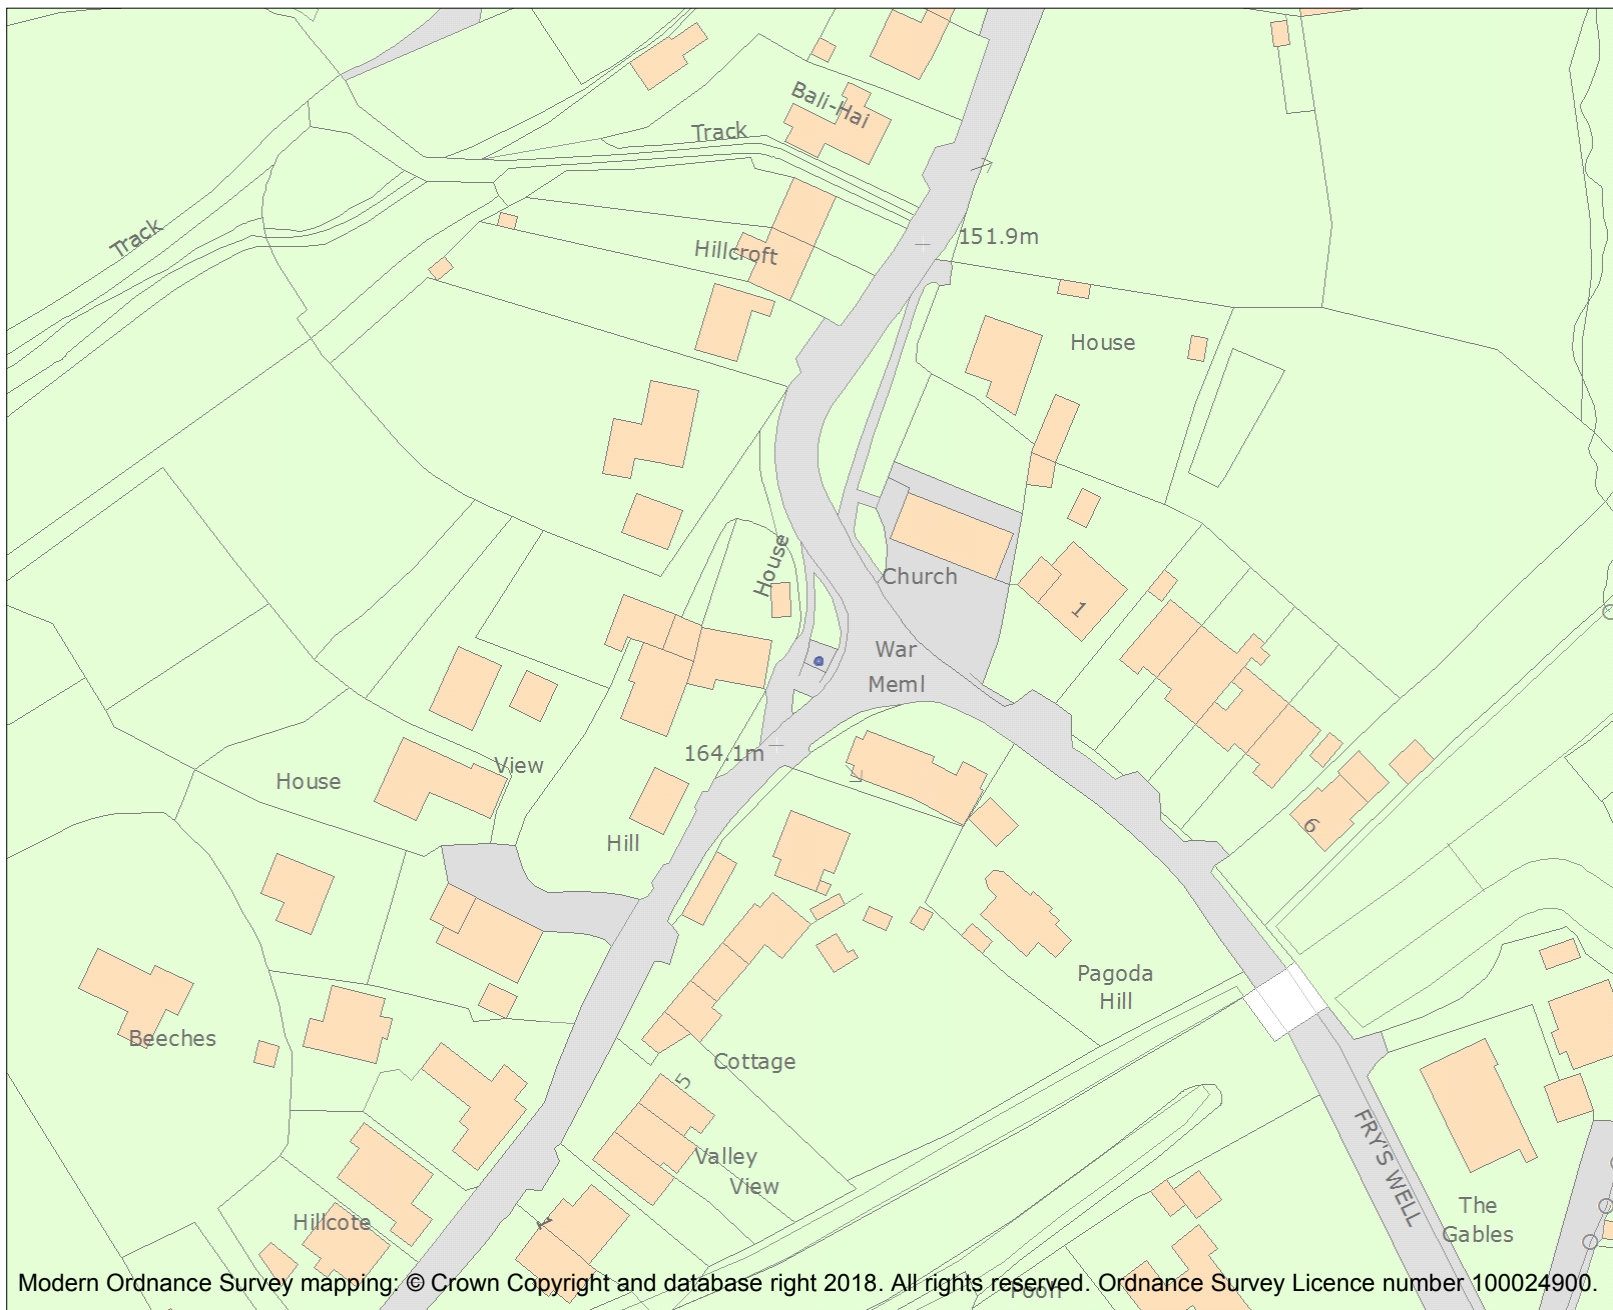 Bali-Hai
Track
Track
151.9m
Hillcroft
House
House
Church
1
War
Meml
164.1m
View
House
6
Hill
Pagoda
Hill
Beeches
Cottage
5
FRY'S WELL
Valley
View
The
Gables
Hillcote
1
Modern Ordnance Survey mapping: © Crown Copyright and database right 2018. All rights reserved. Ordnance Survey Licence number 100024900.